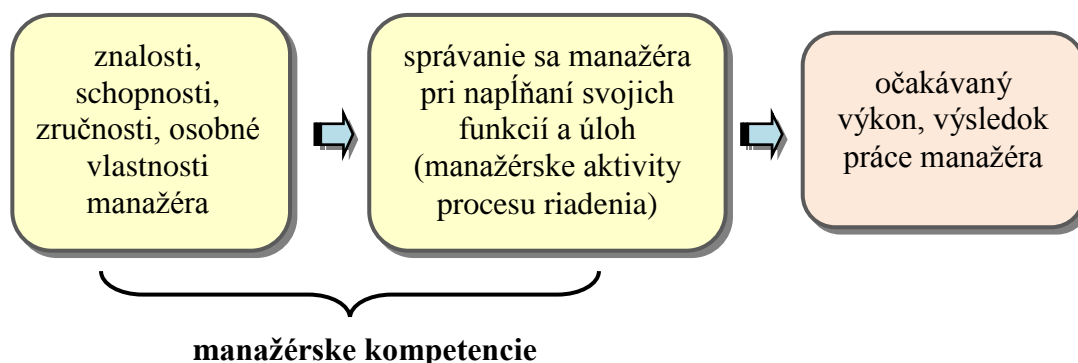 znalosti,
schopnosti,
zručnosti, osobné
vlastnosti
manažéra
správanie sa manažéra
pri napĺňaní svojich
funkcií a úloh
(manažérske aktivity
procesu riadenia)
očakávaný
výkon, výsledok
práce manažéra
manažérske kompetencie